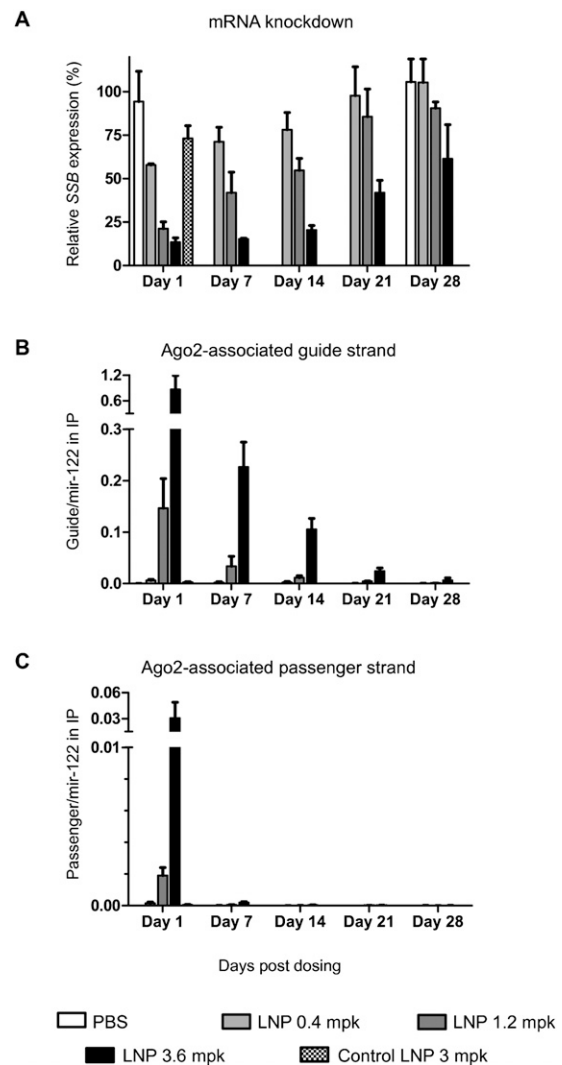 A
mRNA knockdown
Relative SSB expression (%)
100
75
50
25
0
Day 1 Day 7 Day 14 Day 21 Day 28
B
Ago2-associated guide strand
Guide/mir-122 in IP
1.2
0.6
0.3
0.2
0.1
0.0
Day 1 Day 7 Day 14 Day 21 Day 28
C
Ago2-associated passenger strand
Passenger/mir-122 in IP
0.06
0.03
0.01
0.00
Day 1 Day 7 Day 14 Day 21 Day 28
Days post dosing
PBS LNP 0.4 mpk LNP 1.2 mpk
LNP 3.6 mpk Control LNP 3 mpk